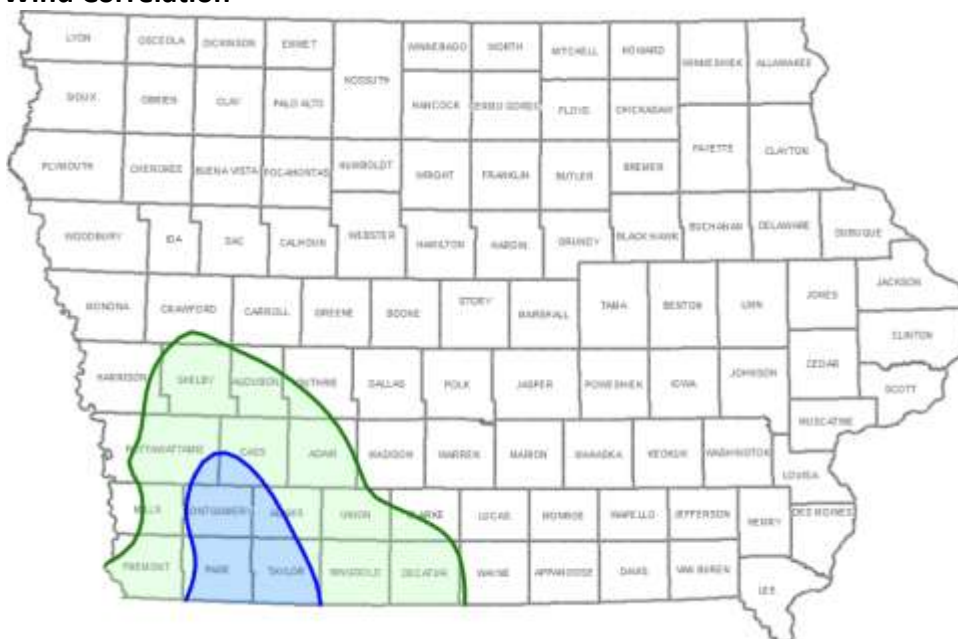 Wind Correlation
LYON OSCEOLA DICKINSON EMMET WINNEBAGO WORTH MITCHELL HOWARD WINNESHIEK ALLAMAKEE
KOSSUTH
SIOUX OBRIEN CLAY PALO ALTO HANCOCK CERRO GORDO FLOYD CHICKASAW
PLYMOUTH CHEROKEE BUENA VISTA POCAHONTAS HUMBOLDT WRIGHT FRANKLIN BUTLER BREMER FAYETTE CLAYTON
WOODBURY IDA SAC CALHOUN WEBSTER HAMILTON HARDIN GRUNDY BLACK HAWK BUCHANAN DELAWARE DUBUQUE
MONONA CRAWFORD CARROLL GREENE BOONE STORY MARSHALL TAMA BENTON LINN JONES JACKSON
CLINTON
HARRISON SHELBY AUDUBON GUTHRIE DALLAS POLK JASPER POWESHIEK IOWA JOHNSON CEDAR SCOTT
MUSCATINE
POTTAWATTAMIE CASS ADAIR MADISON WARREN MARION MAHASKA KEOKUK WASHINGTON LOUISA
MILLS MONTGOMERY ADAMS UNION CLARKE LUCAS MONROE WAPELLO JEFFERSON HENRY DES MOINES
FREMONT PAGE TAYLOR RINGGOLD DECATUR WAYNE APPANOOSE DAVIS VAN BUREN LEE